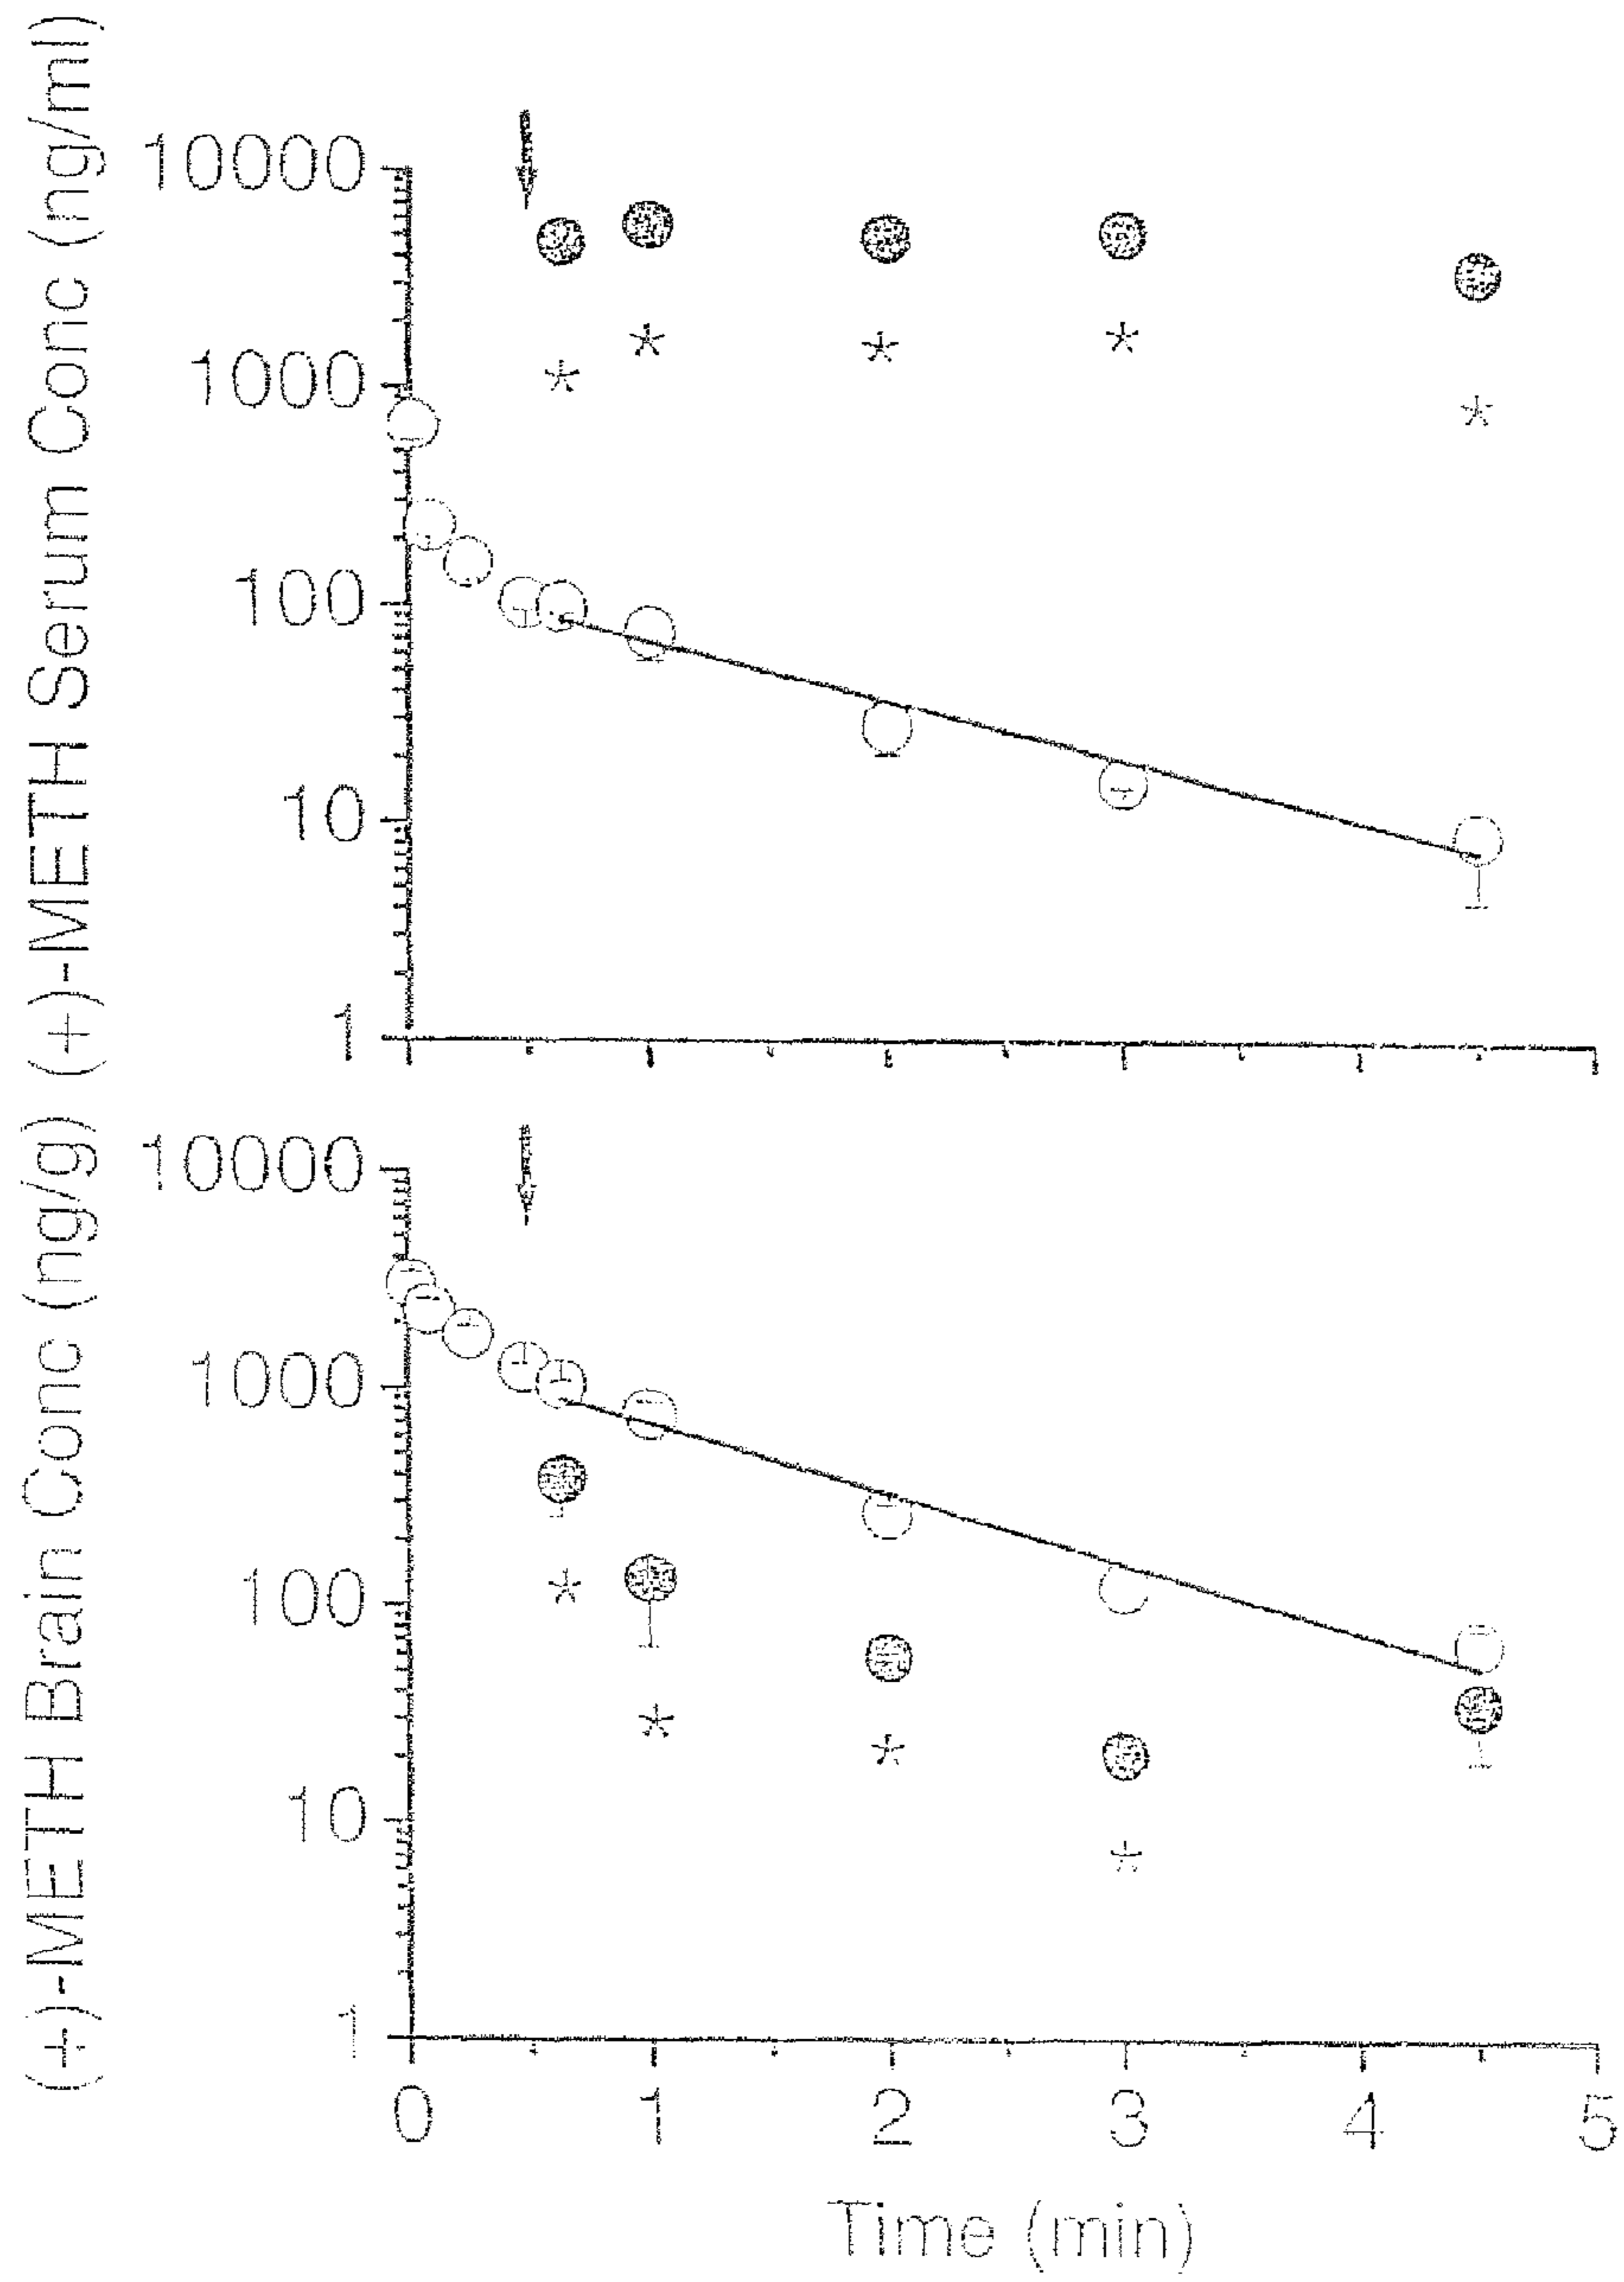 (+)-METH Serum Conc (ng/ml)
10000
1000
100
10
1
(+)-METH Brain Conc (ng/g)
10000
1000
100
10
1
0 1 2 3 4 5
Time (min)